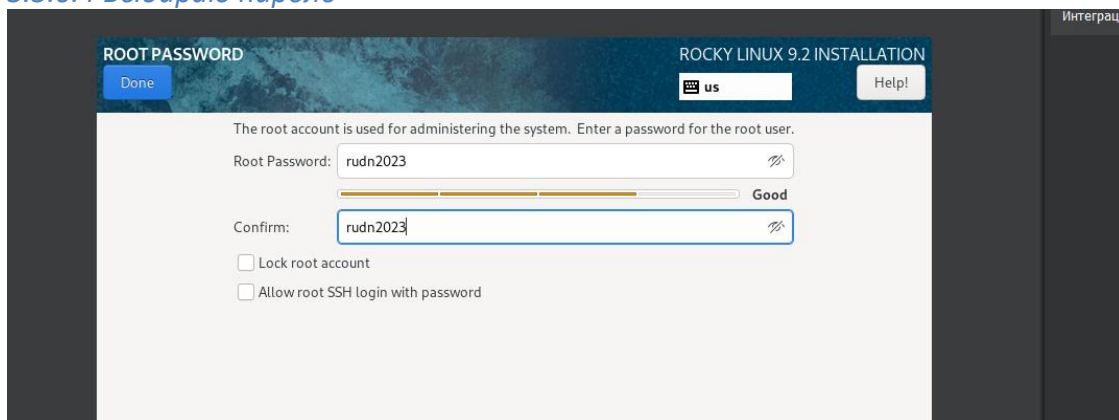 Выбираю пароль
Интеграц
ROOT PASSWORD
ROCKY LINUX 9.2 INSTALLATION
Done
us
Help!
The root account is used for administering the system. Enter a password for the root user.
Root Password: rudn2023
Good
Confirm: rudn2023
Lock root account
Allow root SSH login with password